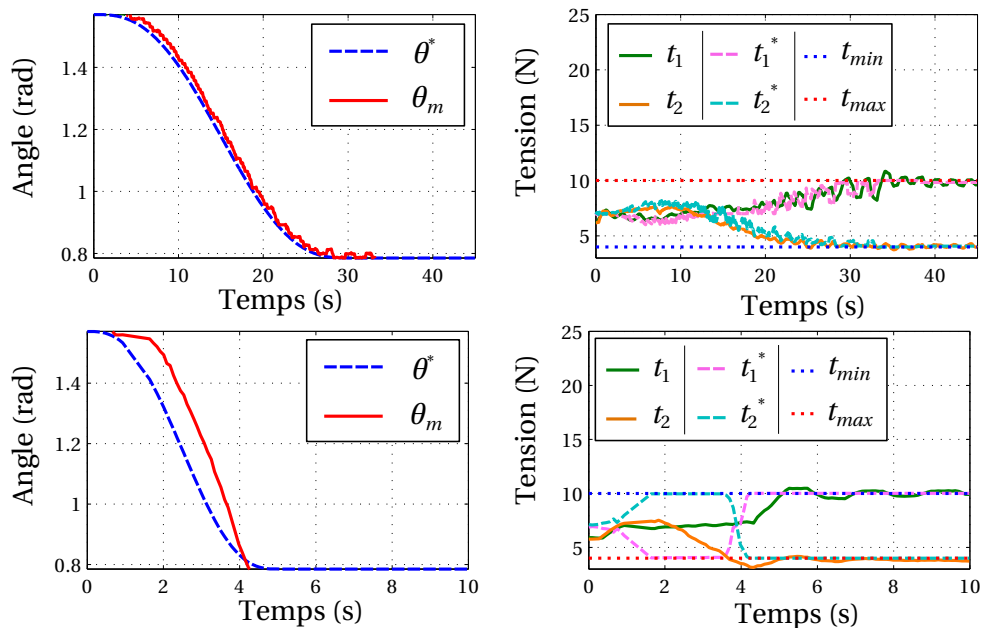 Angle (rad)
1.4
1.2
1
0.8
0
10
20
30
40
Temps (s)
θ*
θm
Tension (N)
25
20
15
10
5
0
10
20
30
40
Temps (s)
t1 t1* tmin
t2 t2* tmax
Angle (rad)
1.4
1.2
1
0.8
0
2
4
6
8
10
Temps (s)
θ*
θm
Tension (N)
25
20
15
10
5
0
2
4
6
8
10
Temps (s)
t1 t1* tmin
t2 t2* tmax